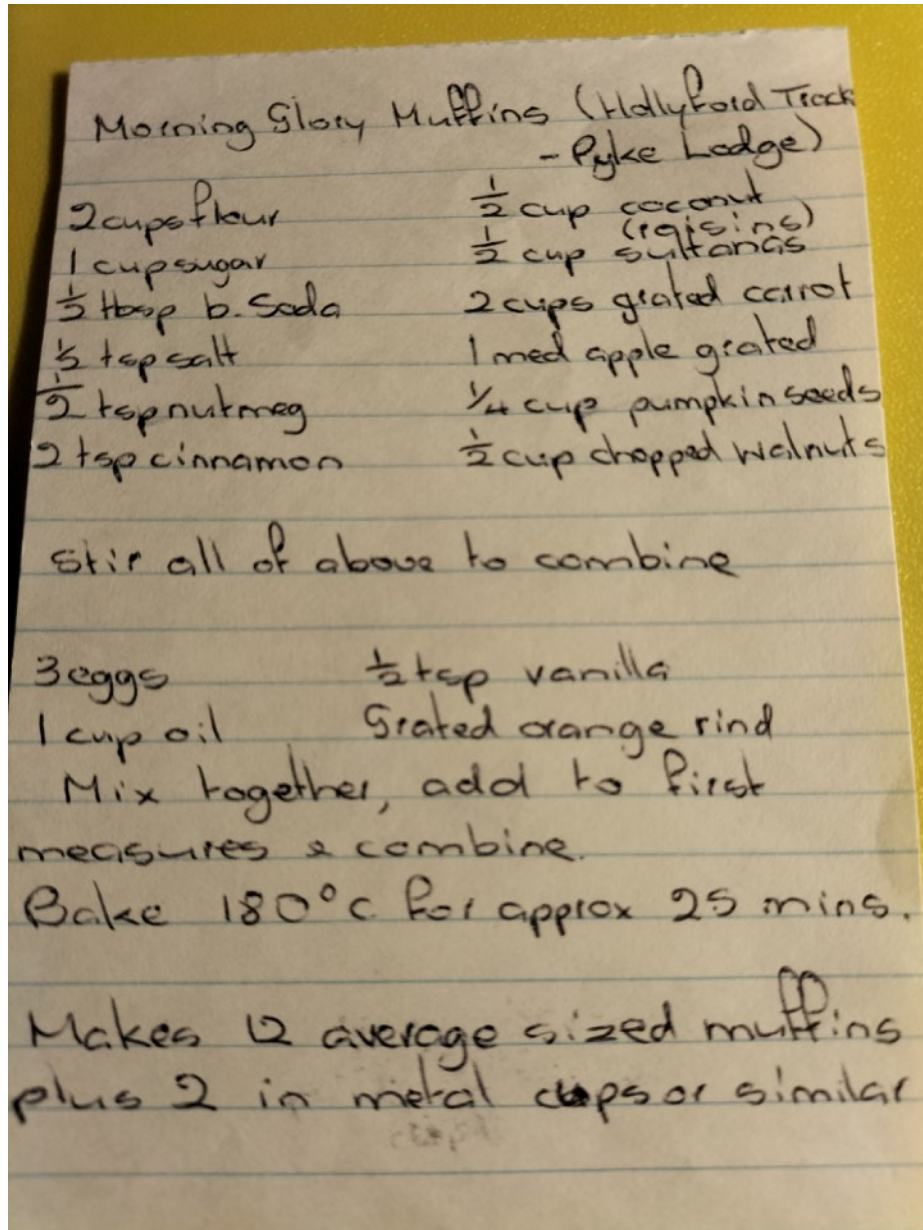 Morning Glory Muffins (Hollyford Track
- Pyke Lodge)
2 cups flour
1 cup sugar
½ tbsp b. Soda
½ tsp salt
½ tsp nutmeg
2 tsp cinnamon
½ cup coconut
(raisins)
½ cup sultanas
2 cups grated carrot
1 med apple grated
¼ cup pumpkin seeds
½ cup chopped walnuts
Stir all of above to combine
3 eggs
1 cup oil
½ tsp vanilla
Grated orange rind
Mix together, add to first
measures & combine.
Bake 180°c for approx 25 mins.
Makes 12 average sized muffins
plus 2 in metal cups or similar